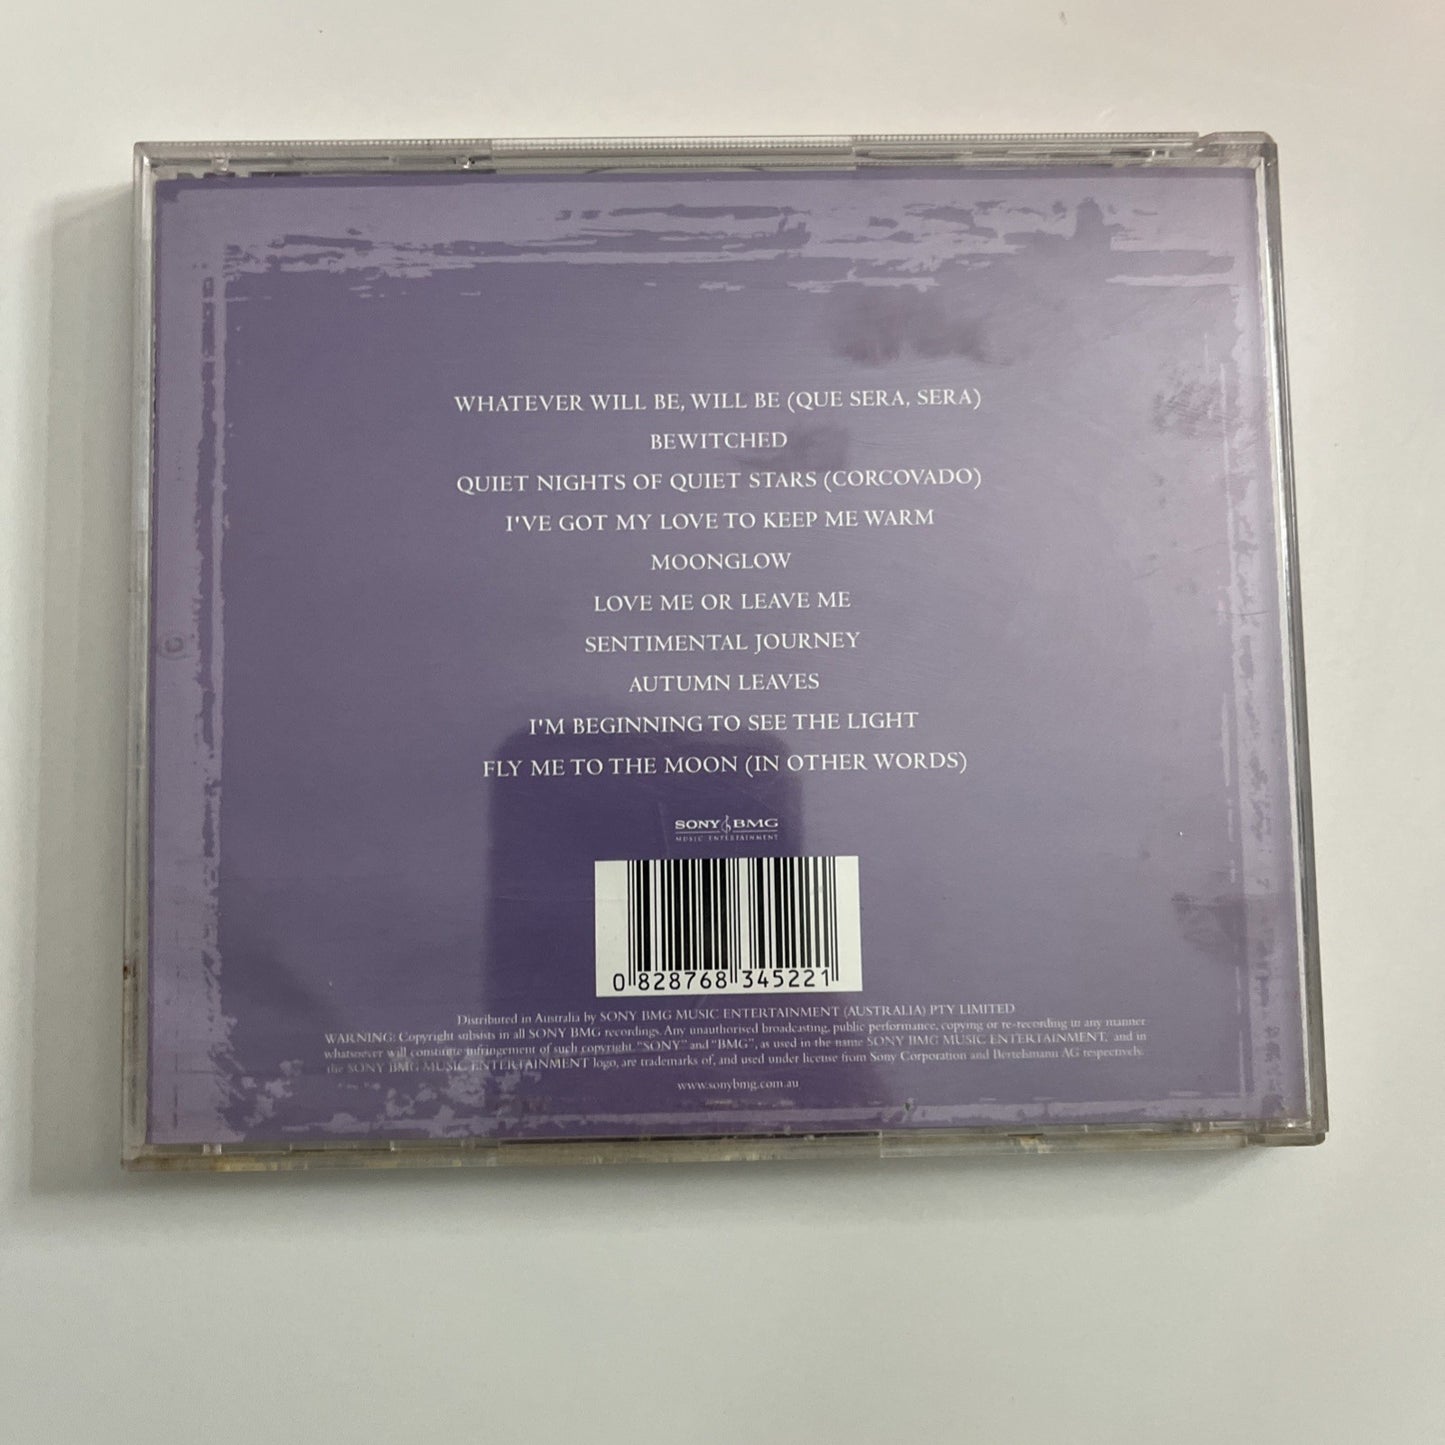 WHATEVER WILL BE, WILL BE (QUE SERA, SERA)
BEWITCHED
QUIET NIGHTS OF QUIET STARS (CORCOVADO)
I'VE GOT MY LOVE TO KEEP ME WARM
MOONGLOW
LOVE ME OR LEAVE ME
SENTIMENTAL JOURNEY
AUTUMN LEAVES
I'M BEGINNING TO SEE THE LIGHT
FLY ME TO THE MOON (IN OTHER WORDS)
SONY BMG
MUSIC ENTERTAINMENT
0 828768 345221
Distributed in Australia by SONY BMG MUSIC ENTERTAINMENT (AUSTRALIA) PTY LIMITED
WARNING: Copyright subsists in all SONY BMG recordings. Any unauthorised broadcasting, public performance, copying or re-recording in any manner
whatsoever will constitute infringement of such copyright. "SONY" and "BMG", as used in the name SONY BMG MUSIC ENTERTAINMENT, and in
the SONY BMG MUSIC ENTERTAINMENT logo, are trademarks of, and used under license from Sony Corporation and Bertelsmann AG respectively.
www.sonybmg.com.au